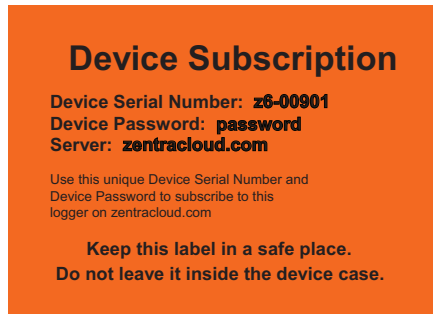 Device Subscription
Device Serial Number: z6-00901
Device Password: password
Server: zentracloud.com
Use this unique Device Serial Number and
Device Password to subscribe to this
logger on zentracloud.com
Keep this label in a safe place.
Do not leave it inside the device case.